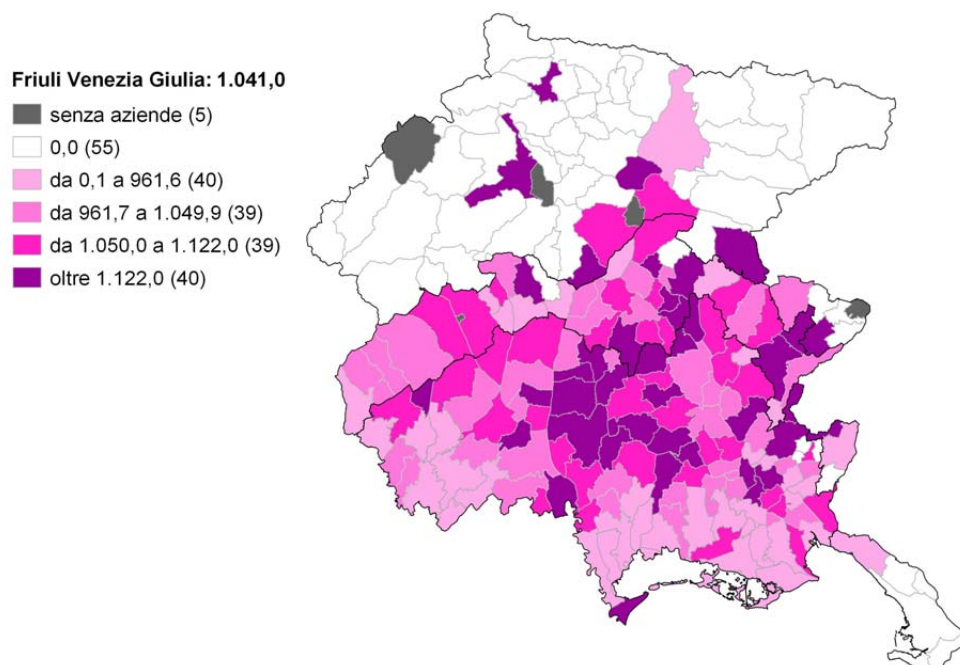 Friuli Venezia Giulia: 1.041,0
senza aziende (5)
0,0 (55)
da 0,1 a 961,6 (40)
da 961,7 a 1.049,9 (39)
da 1.050,0 a 1.122,0 (39)
oltre 1.122,0 (40)